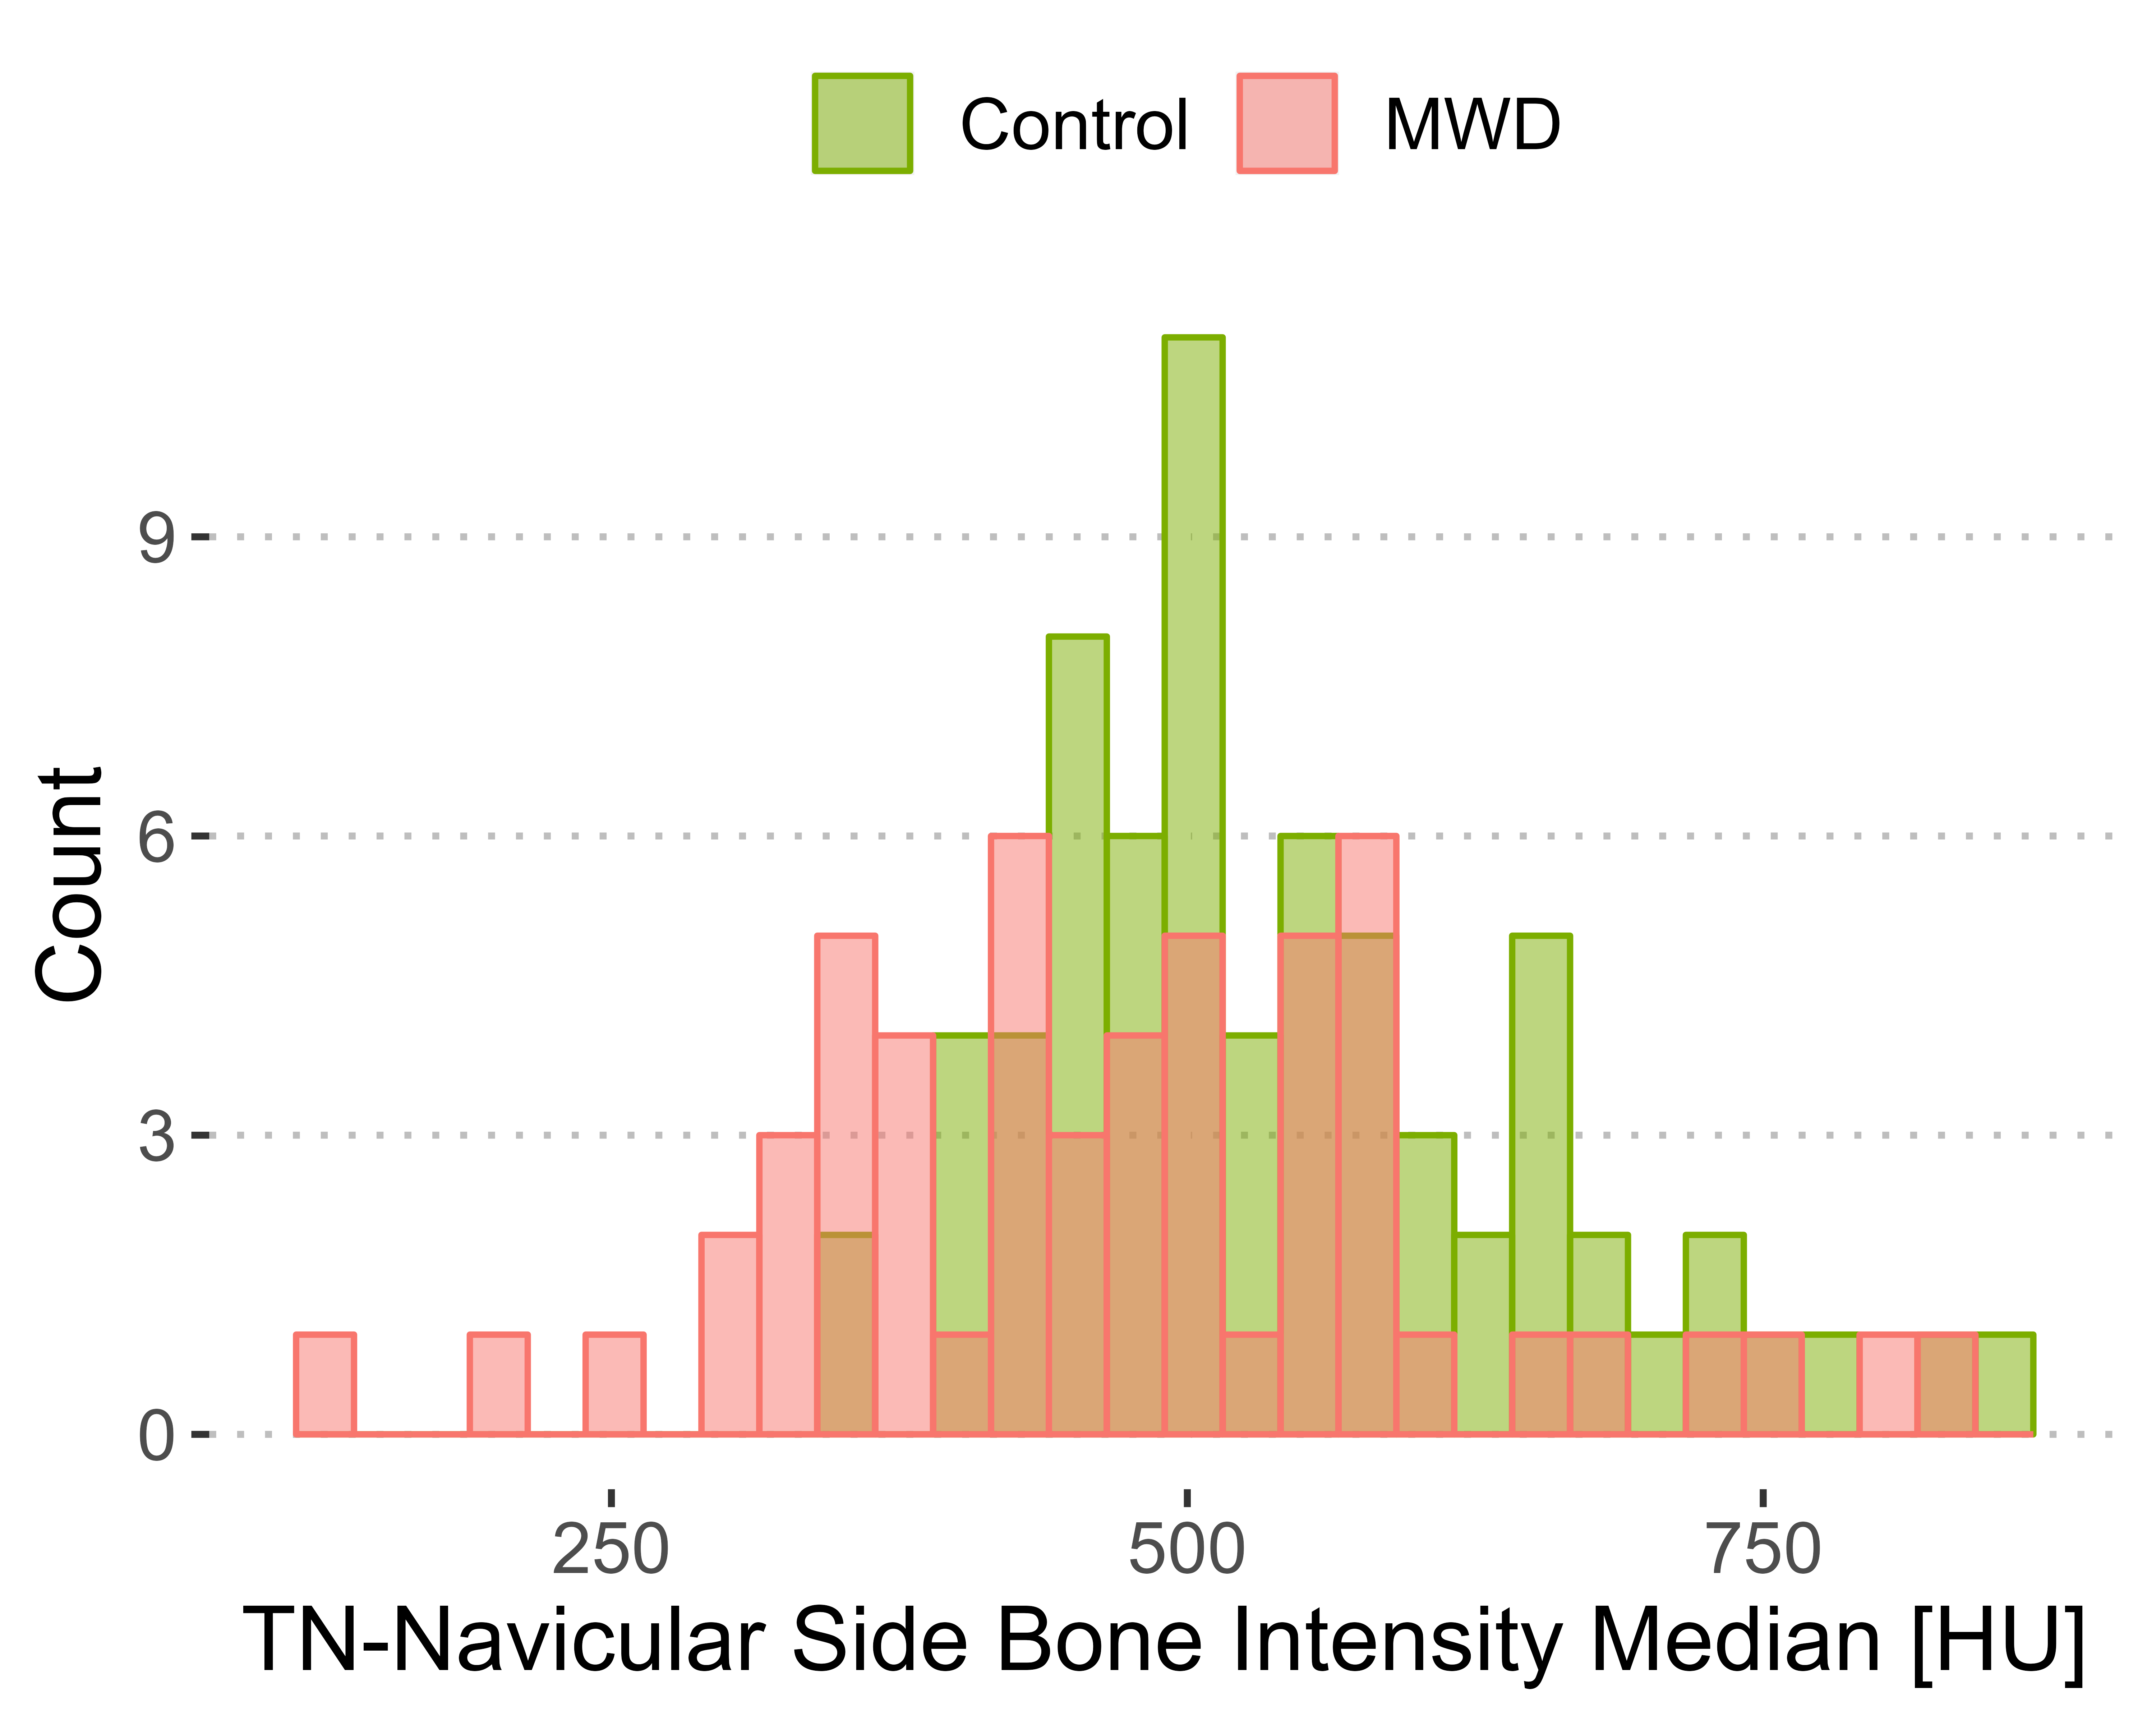 Control MWD
9
6
3
0
Count
250 500 750
TN-Navicular Side Bone Intensity Median [HU]